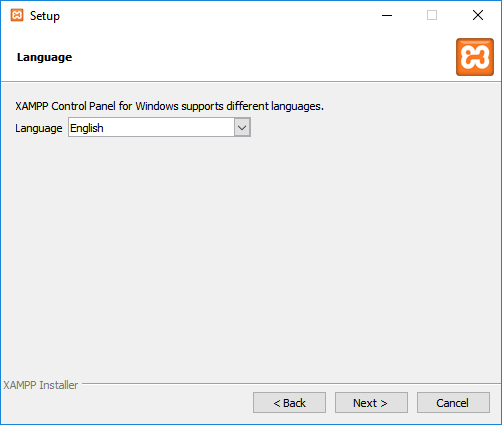 Setup
Language
XAMPP Control Panel for Windows supports different languages.
Language English
XAMPP Installer
< Back Next > Cancel